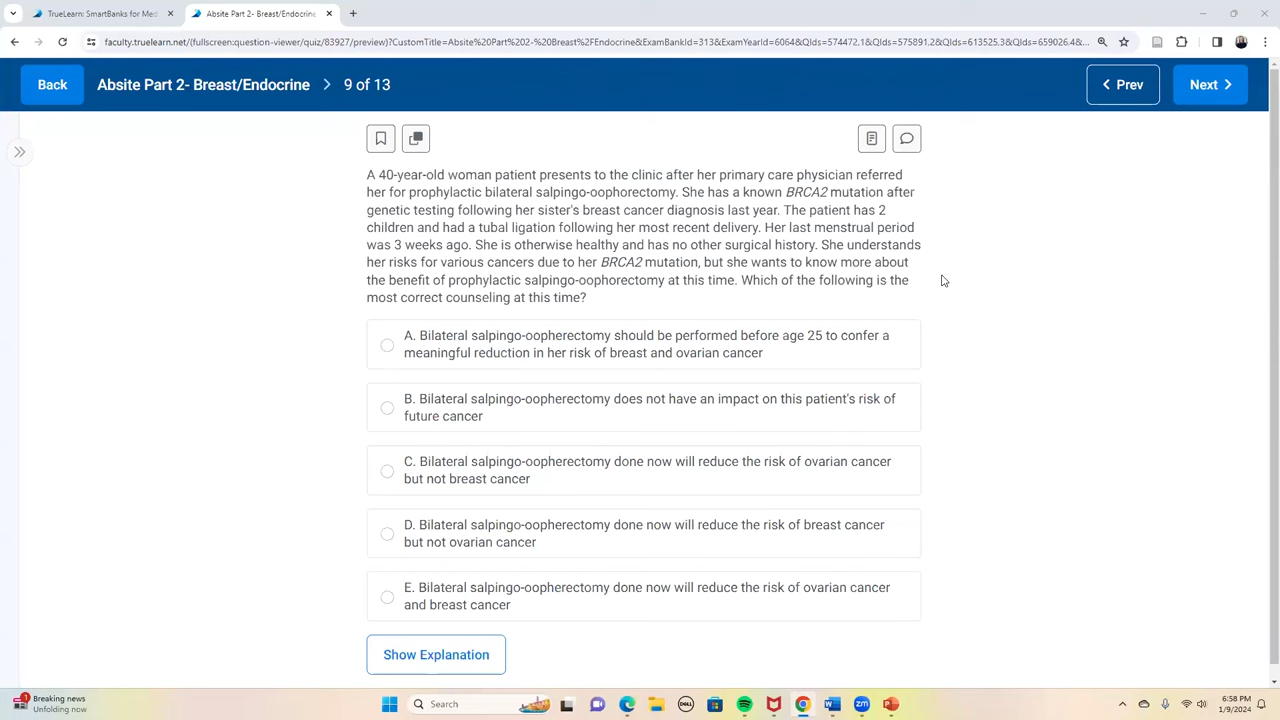 TrueLearn: SmartBanks for Med
Absite Part 2- Breast/Endocrine
faculty.truelearn.net/(fullscreen:question-viewer/quiz/83927/preview)?CustomTitle=Absite%20Part%202-%20Breast%2FEndocrine&ExamBankId=313&ExamYearId=6064&QIds=574472,1&QIds=575891,2&QIds=613525,3&QIds=659026,4&...
Back
Absite Part 2- Breast/Endocrine > 9 of 13
Prev
Next
A 40-year-old woman patient presents to the clinic after her primary care physician referred
her for prophylactic bilateral salpingo-oophorectomy. She has a known BRCA2 mutation after
genetic testing following her sister's breast cancer diagnosis last year. The patient has 2
children and had a tubal ligation following her most recent delivery. Her last menstrual period
was 3 weeks ago. She is otherwise healthy and has no other surgical history. She understands
her risks for various cancers due to her BRCA2 mutation, but she wants to know more about
the benefit of prophylactic salpingo-oophorectomy at this time. Which of the following is the
most correct counseling at this time?
A. Bilateral salpingo-oopherectomy should be performed before age 25 to confer a
meaningful reduction in her risk of breast and ovarian cancer
B. Bilateral salpingo-oopherectomy does not have an impact on this patient's risk of
future cancer
C. Bilateral salpingo-oopherectomy done now will reduce the risk of ovarian cancer
but not breast cancer
D. Bilateral salpingo-oopherectomy done now will reduce the risk of breast cancer
but not ovarian cancer
E. Bilateral salpingo-oopherectomy done now will reduce the risk of ovarian cancer
and breast cancer
Show Explanation
Breaking news
Unfolding now
Search
6:58 PM
1/9/2024